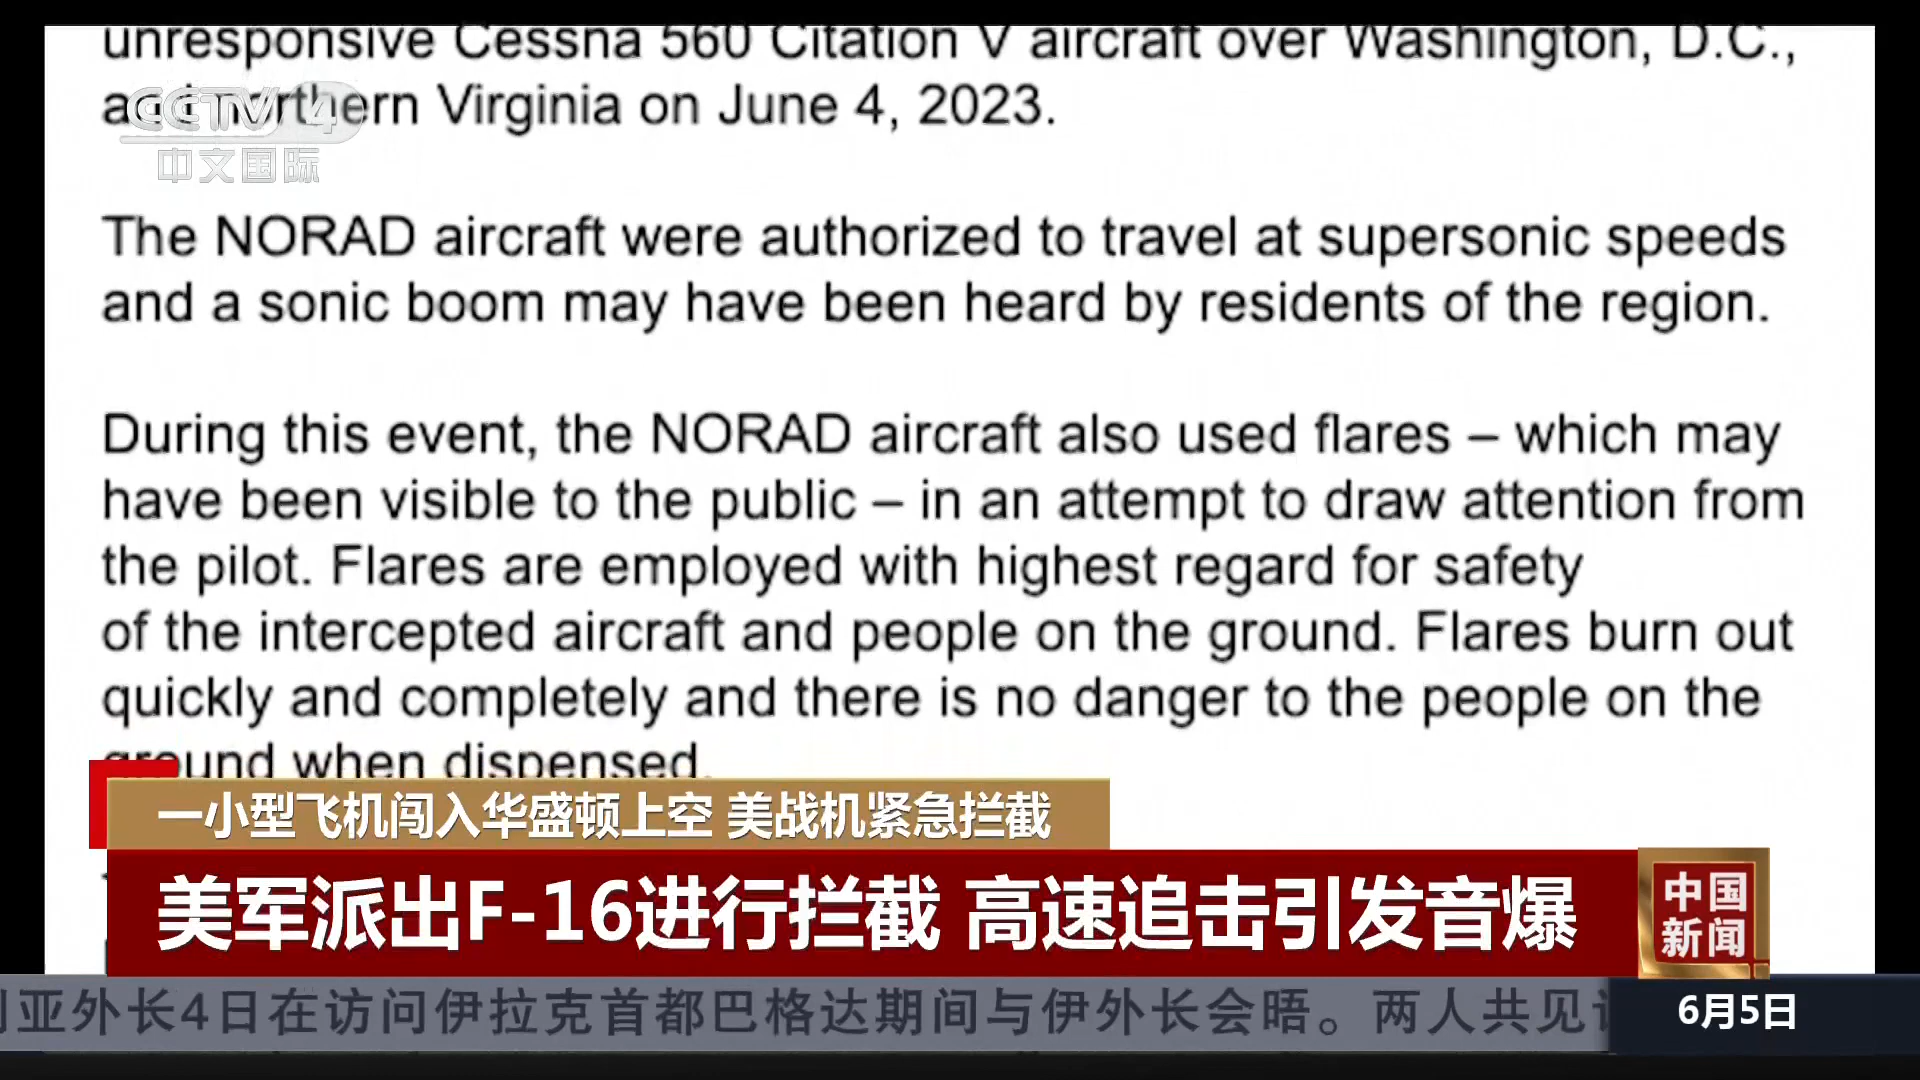 unresponsive Cessna 560 Citation V aircraft over Washington, D.C.,
and northern Virginia on June 4, 2023.
CCTV 4
中文国际
The NORAD aircraft were authorized to travel at supersonic speeds
and a sonic boom may have been heard by residents of the region.
During this event, the NORAD aircraft also used flares – which may
have been visible to the public – in an attempt to draw attention from
the pilot. Flares are employed with highest regard for safety
of the intercepted aircraft and people on the ground. Flares burn out
quickly and completely and there is no danger to the people on the
ground when dispensed.
一小型飞机闯入华盛顿上空 美战机紧急拦截
美军派出F-16进行拦截 高速追击引发音爆
中国
新闻
亚外长4日在访问伊拉克首都巴格达期间与伊外长会晤。两人共见
6月5日